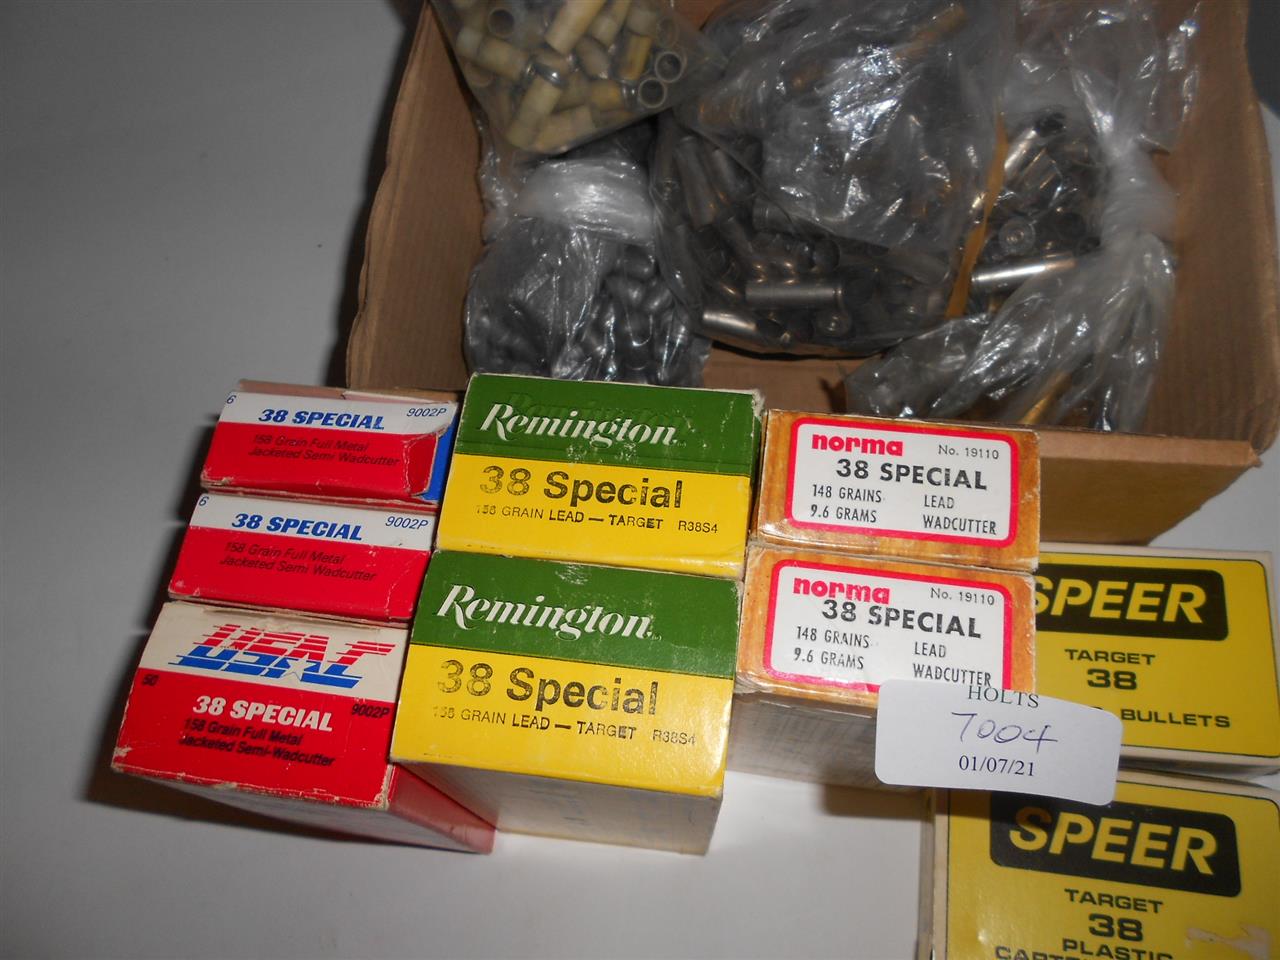 6 38 SPECIAL 9002P
158 Grain Full Metal
Jacketed Semi Wadcutter
6 38 SPECIAL 9002P
158 Grain Full Metal
Jacketed Semi Wadcutter
USAC
50 38 SPECIAL 9002P
158 Grain Full Metal
Jacketed Semi-Wadcutter
Remington
38 Special
158 GRAIN LEAD — TARGET R38S4
Remington
38 Special
158 GRAIN LEAD — TARGET R38S4
norma No. 19110
38 SPECIAL
148 GRAINS LEAD
9.6 GRAMS WADCUTTER
norma No. 19110
38 SPECIAL
148 GRAINS LEAD
9.6 GRAMS WADCUTTER
HOLTS
7004
01/07/21
SPEER
TARGET
38
BULLETS
SPEER
TARGET
38
PLASTIC